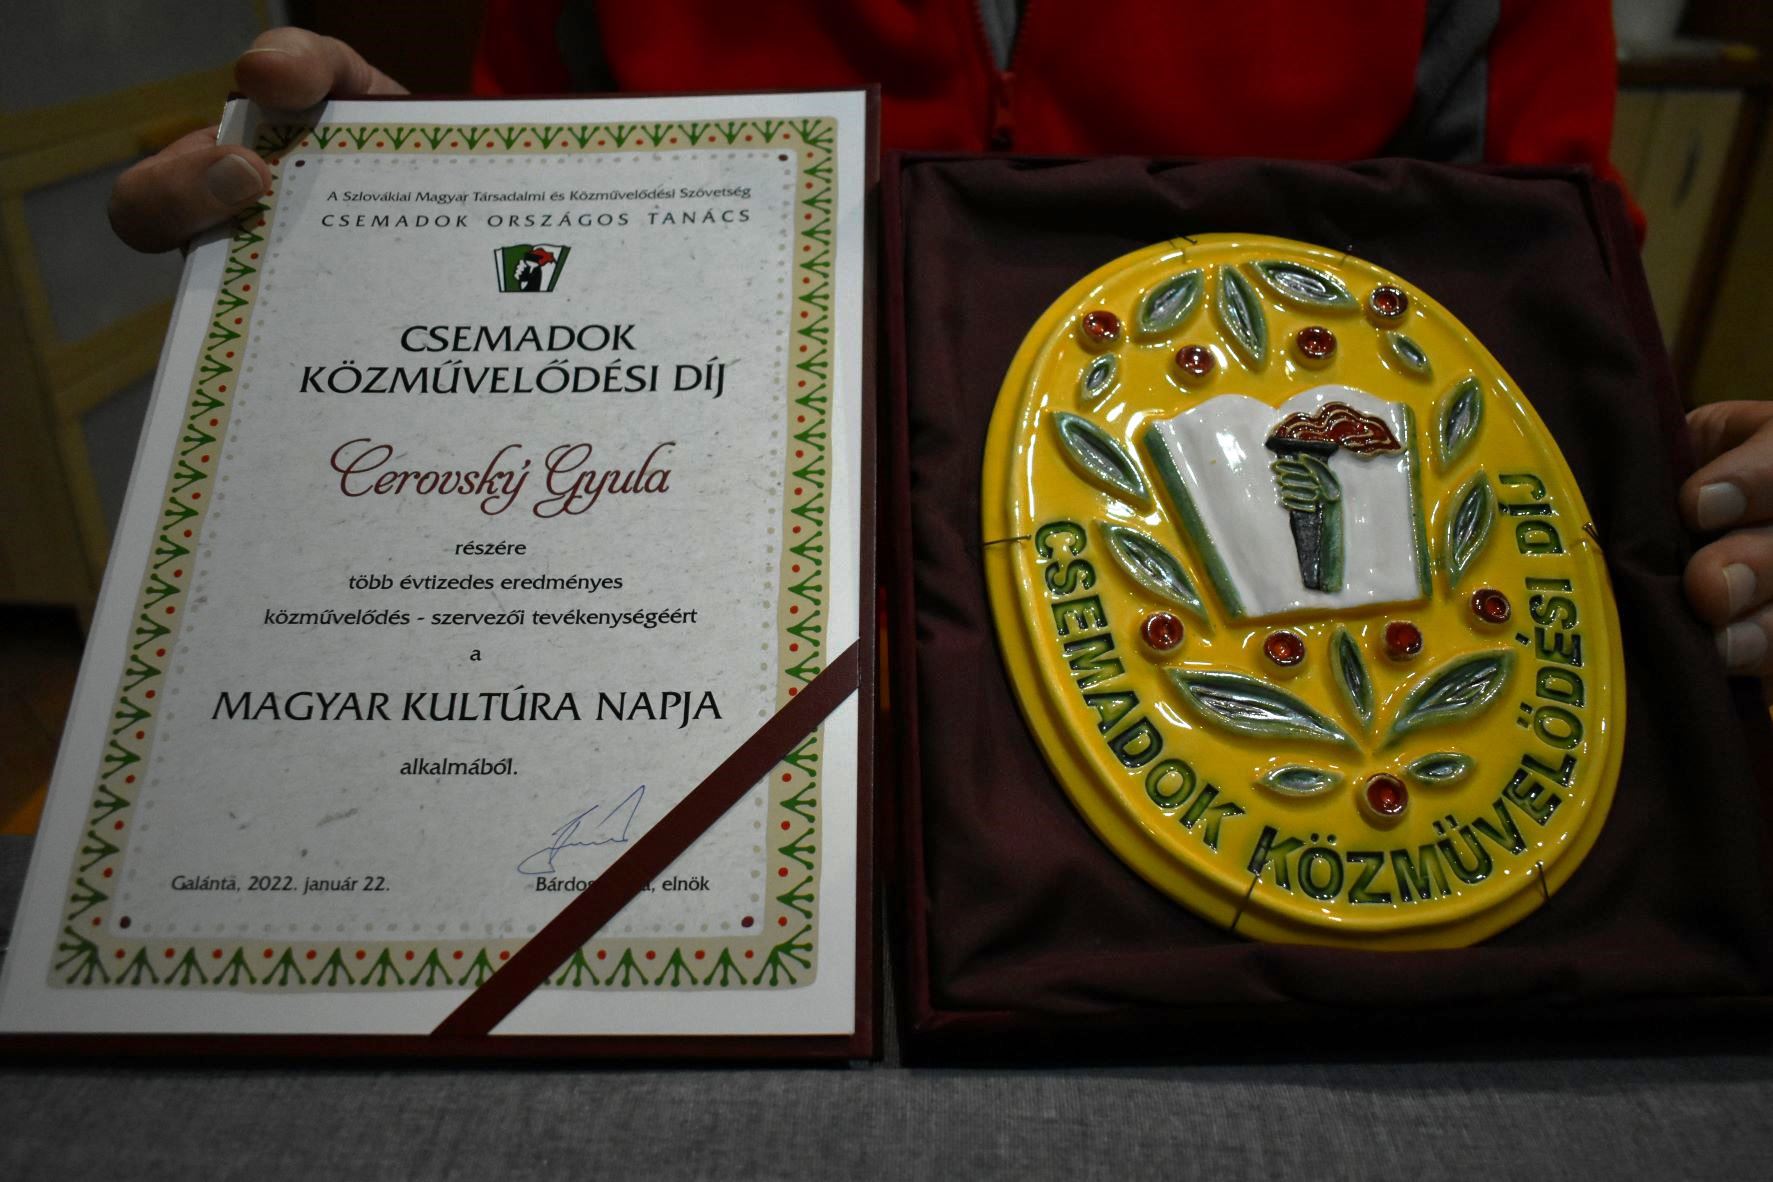 A Szlovákiai Magyar Társadalmi és Közművelődési Szövetség
CSEMADOK ORSZÁGOS TANÁCS
CSEMADOK
KÖZMŰVELŐDÉSI DÍJ
Cerovský Gyula
részére
több évtizedes eredményes
közművelődés - szervezői tevékenységéért
a
MAGYAR KULTÚRA NAPJA
alkalmából.
Galánta, 2022. január 22.
elnök
CSEMADOK KÖZMÜVELŐDÉSI DÍJ